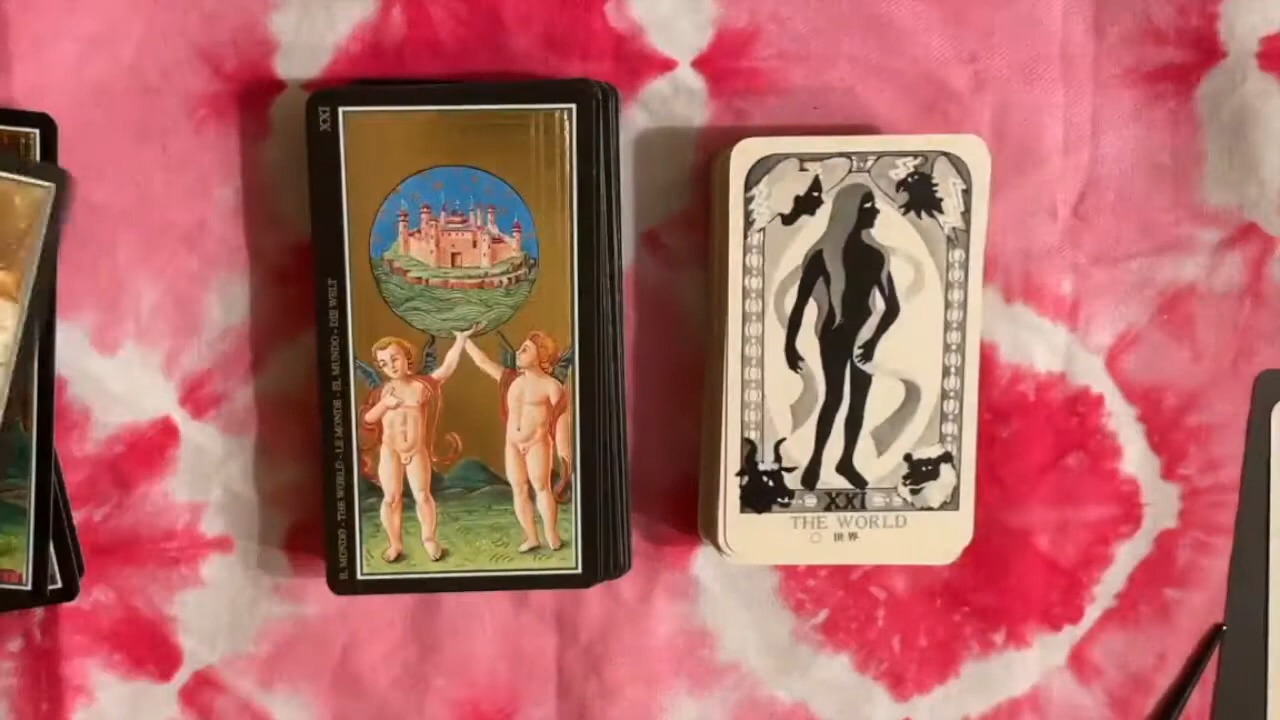 XXI
IL MONDO - THE WORLD - LE MONDE - EL MUNDO - DIE WELT
XXI
THE WORLD
世界